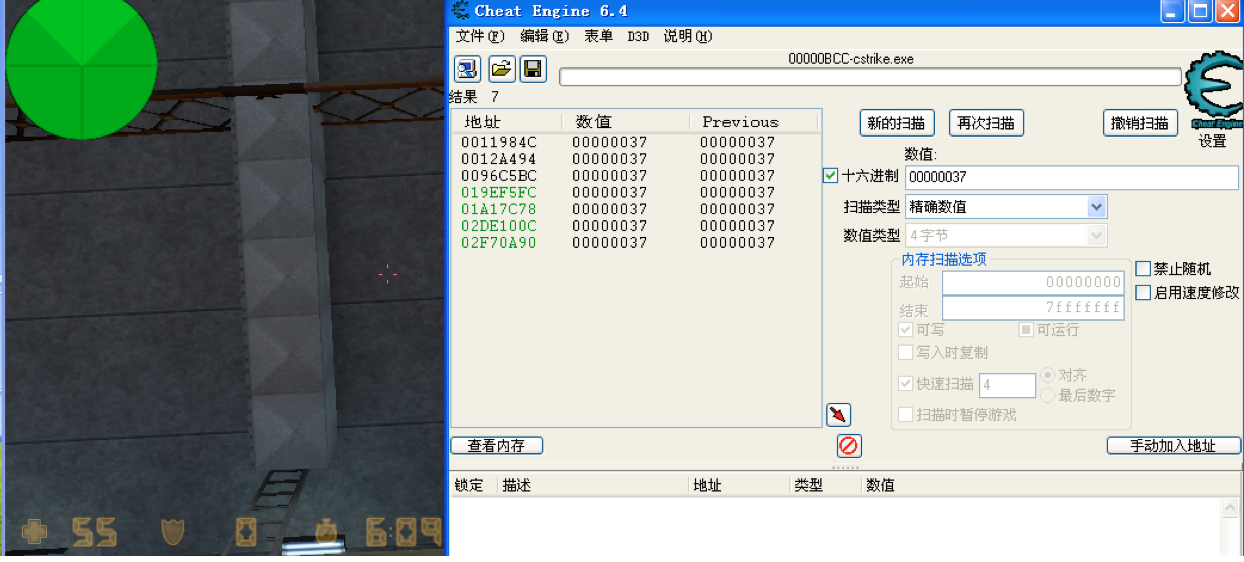 Cheat Engine 6.4
文件(F) 编辑(E) 表单 D3D 说明(H)
00000BCC-cstrike.exe
结果 7
地址 数值 Previous
0011984C 00000037 00000037
0012A494 00000037 00000037
0096C5BC 00000037 00000037
019EF5FC 00000037 00000037
01A17C78 00000037 00000037
02DE100C 00000037 00000037
02F70A90 00000037 00000037
新的扫描 再次扫描 撤销扫描
Cheat Engine
设置
数值:
十六进制 00000037
扫描类型 精确数值
数值类型 4字节
内存扫描选项
起始 00000000
结束 7fffffff
可写 可运行
写入时复制
快速扫描 4 对齐
最后数字
扫描时暂停游戏
禁止随机
启用速度修改
查看内存 手动加入地址
锁定 描述 地址 类型 数值
55 0 6:09